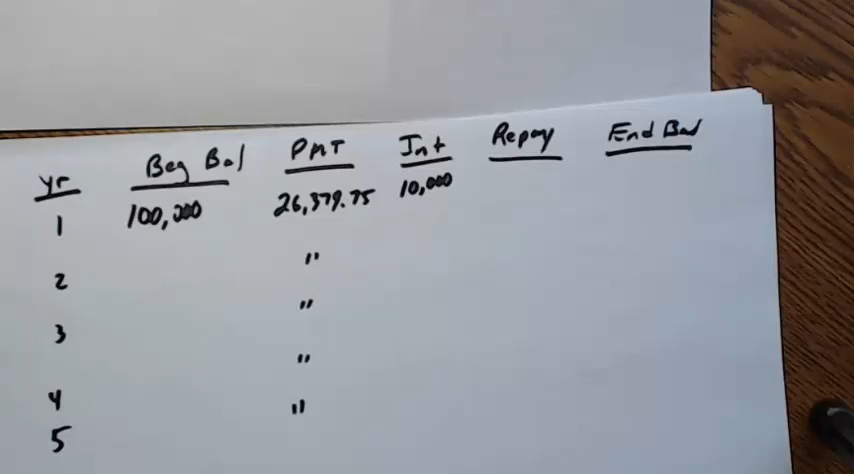 yr Beg Bal PMT Int Repay End Bal
1 100,000 26,379.75 10,000
2 "
3 "
4 "
5 "